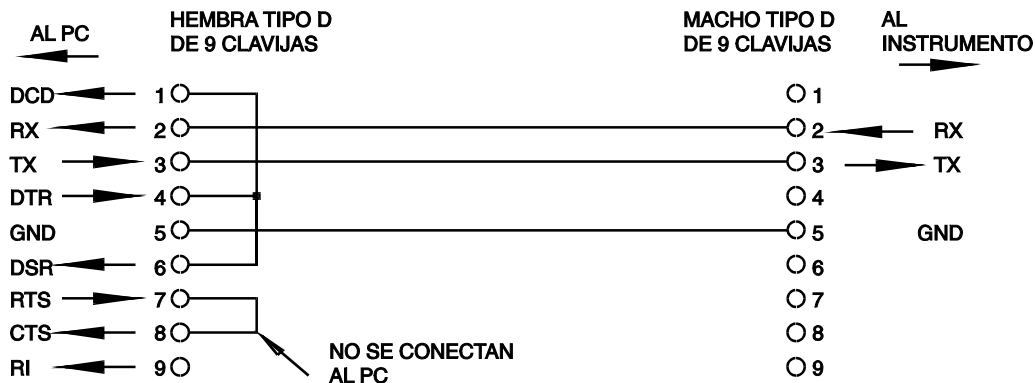 AL PC
HEMBRA TIPO D
DE 9 CLAVIJAS
MACHO TIPO D
DE 9 CLAVIJAS
AL
INSTRUMENTO
DCD 1 1
RX 2 2 RX
TX 3 3 TX
DTR 4 4
GND 5 5 GND
DSR 6 6
RTS 7 7
CTS 8 8
RI 9 9
NO SE CONECTAN
AL PC